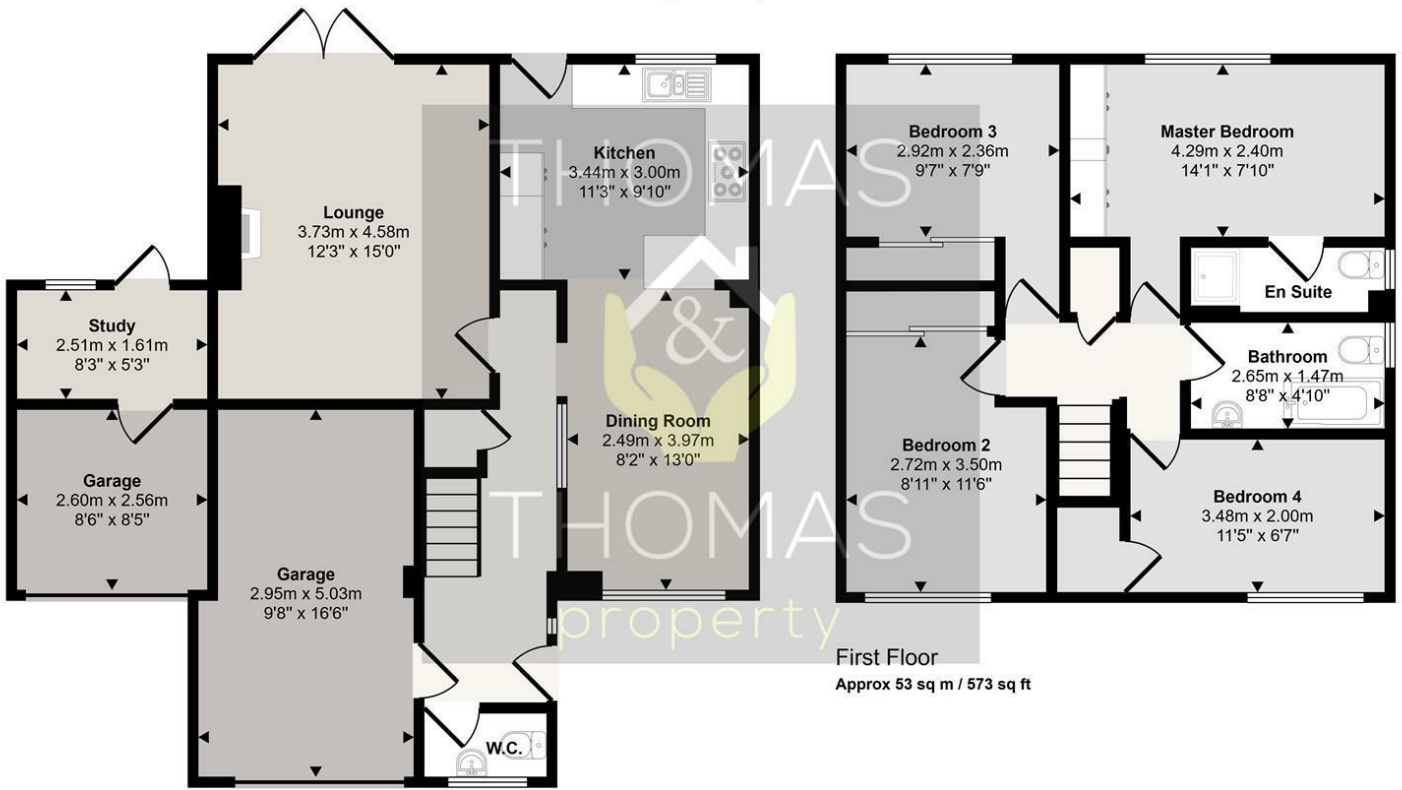 Lounge
3.73m x 4.58m
12'3" x 15'0"
Kitchen
3.44m x 3.00m
11'3" x 9'10"
Study
2.51m x 1.61m
8'3" x 5'3"
Garage
2.60m x 2.56m
8'6" x 8'5"
Garage
2.95m x 5.03m
9'8" x 16'6"
Dining Room
2.49m x 3.97m
8'2" x 13'0"
W.C.
Bedroom 3
2.92m x 2.36m
9'7" x 7'9"
Master Bedroom
4.29m x 2.40m
14'1" x 7'10"
En Suite
Bathroom
2.65m x 1.47m
8'8" x 4'10"
Bedroom 2
2.72m x 3.50m
8'11" x 11'6"
Bedroom 4
3.48m x 2.00m
11'5" x 6'7"
First Floor
Approx 53 sq m / 573 sq ft
THOMAS
&
THOMAS
property